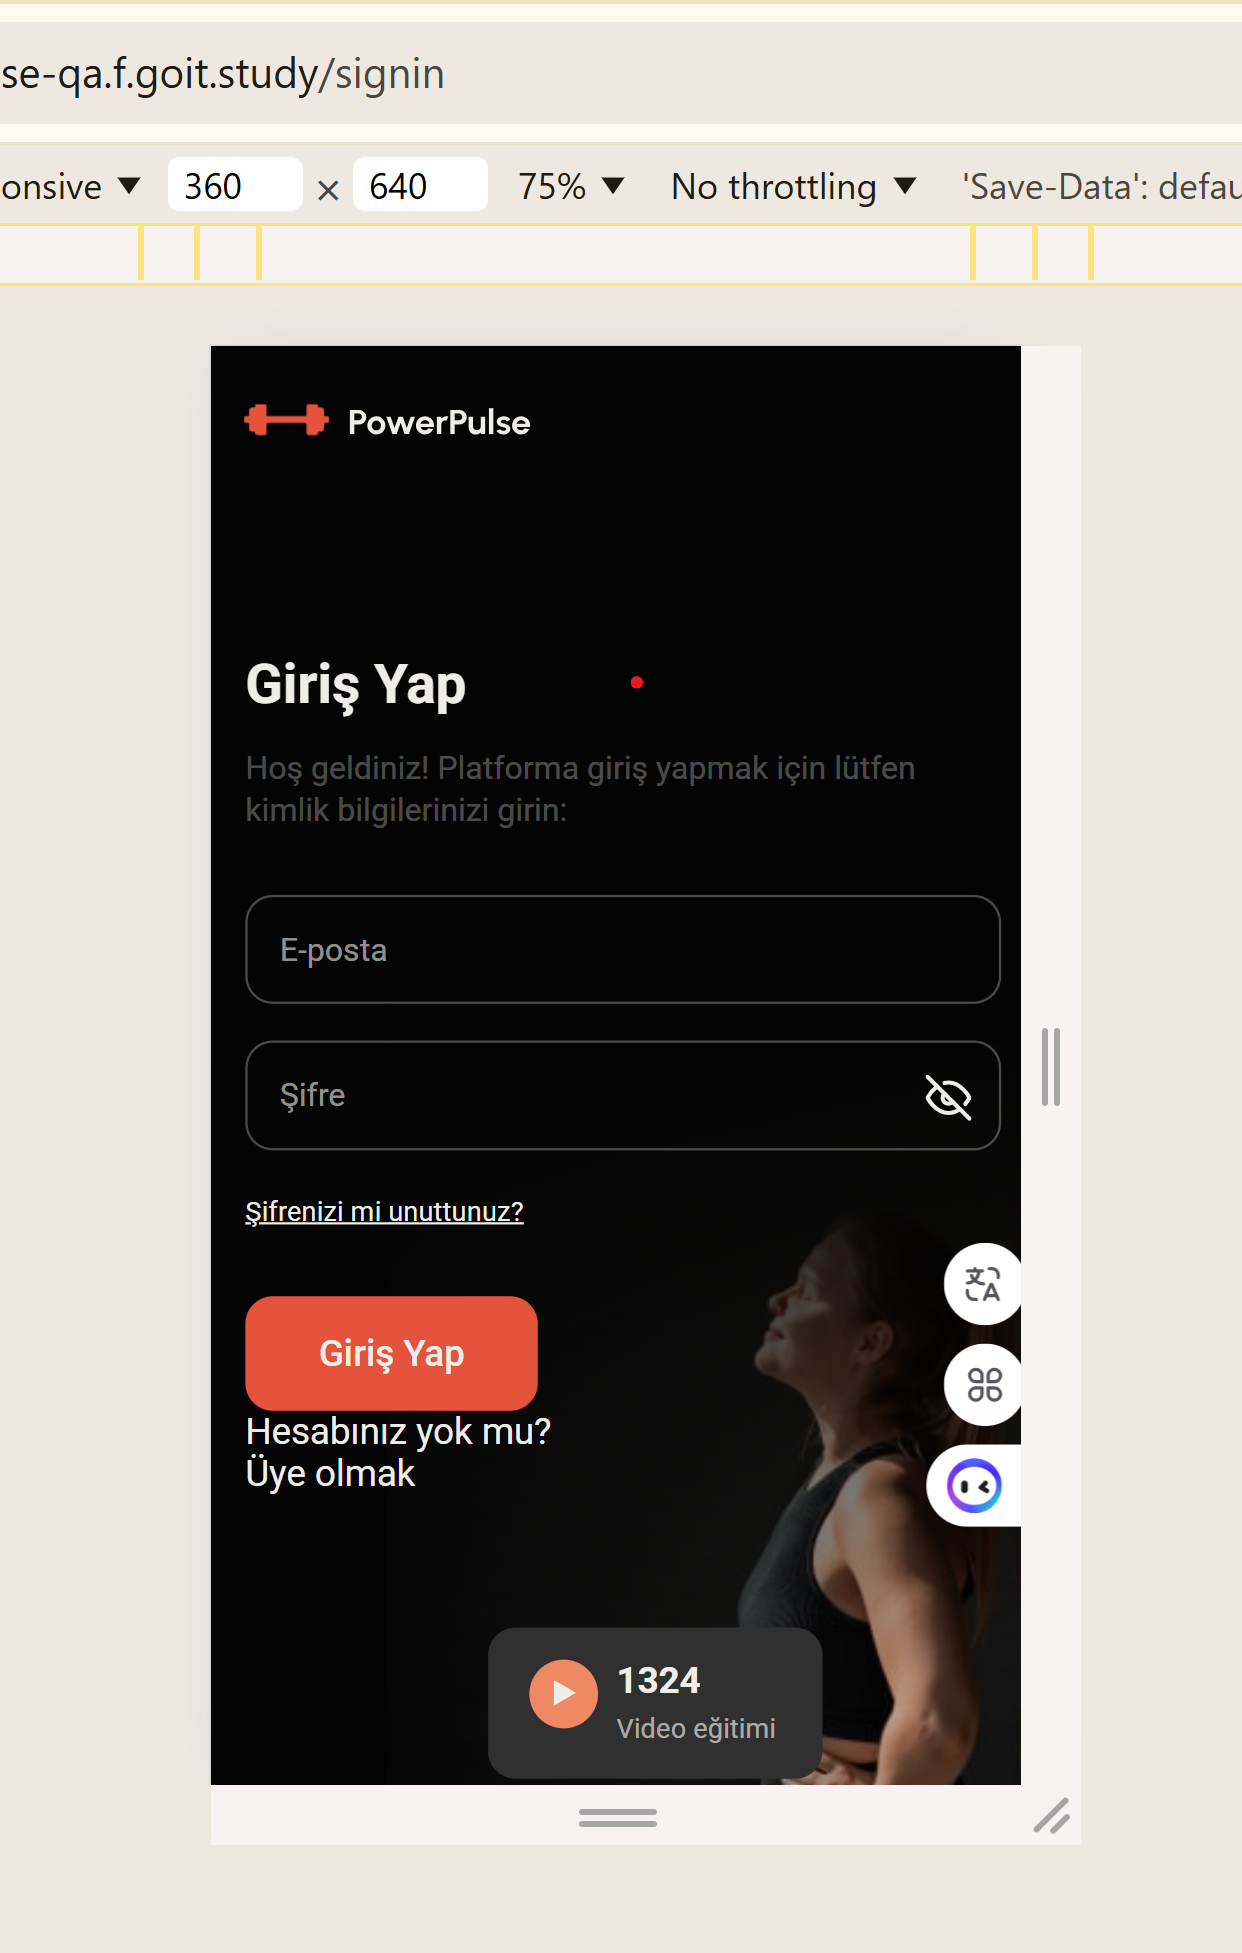 se-qa.f.goit.study/signin
onsive 360 × 640 75% No throttling 'Save-Data': defau
PowerPulse
Giriş Yap
Hoş geldiniz! Platforma giriş yapmak için lütfen
kimlik bilgilerinizi girin:
E-posta
Şifre
Şifrenizi mi unuttunuz?
Giriş Yap
Hesabınız yok mu?
Üye olmak
1324
Video eğitimi